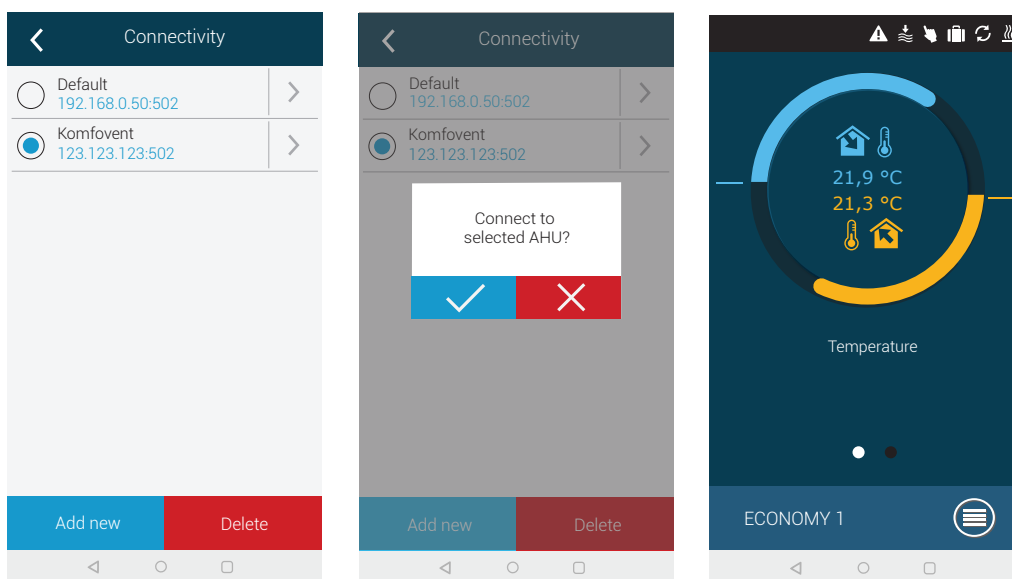 Connectivity
Default
192.168.0.50:502
Komfovent
123.123.123:502
Add new
Delete
Connectivity
Default
192.168.0.50:502
Komfovent
123.123.123:502
Connect to
selected AHU?
Add new
Delete
21,9 °C
21,3 °C
Temperature
ECONOMY 1